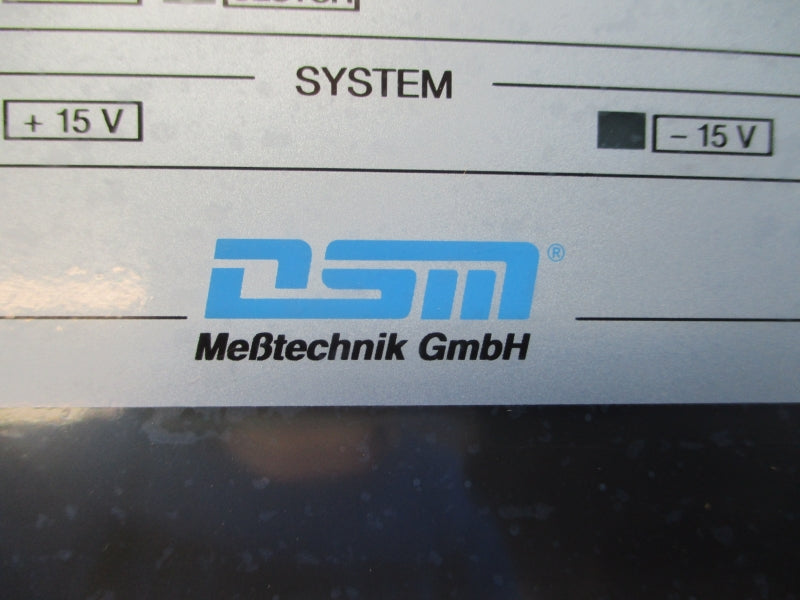 SYSTEM
+ 15 V
- 15 V
DSM®
Meßtechnik GmbH